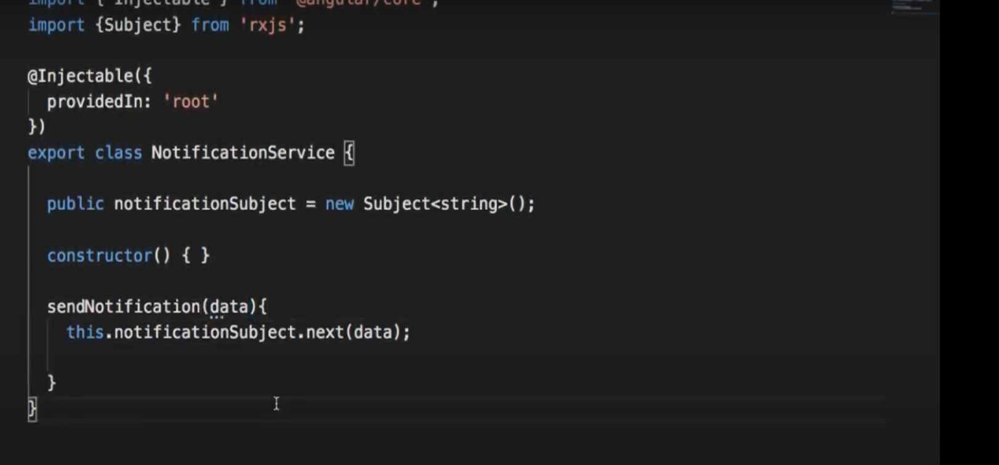 import { Injectable } from '@angular/core';
import {Subject} from 'rxjs';
@Injectable({
providedIn: 'root'
})
export class NotificationService {
public notificationSubject = new Subject<string>();
constructor() { }
sendNotification(data){
this.notificationSubject.next(data);
}
}